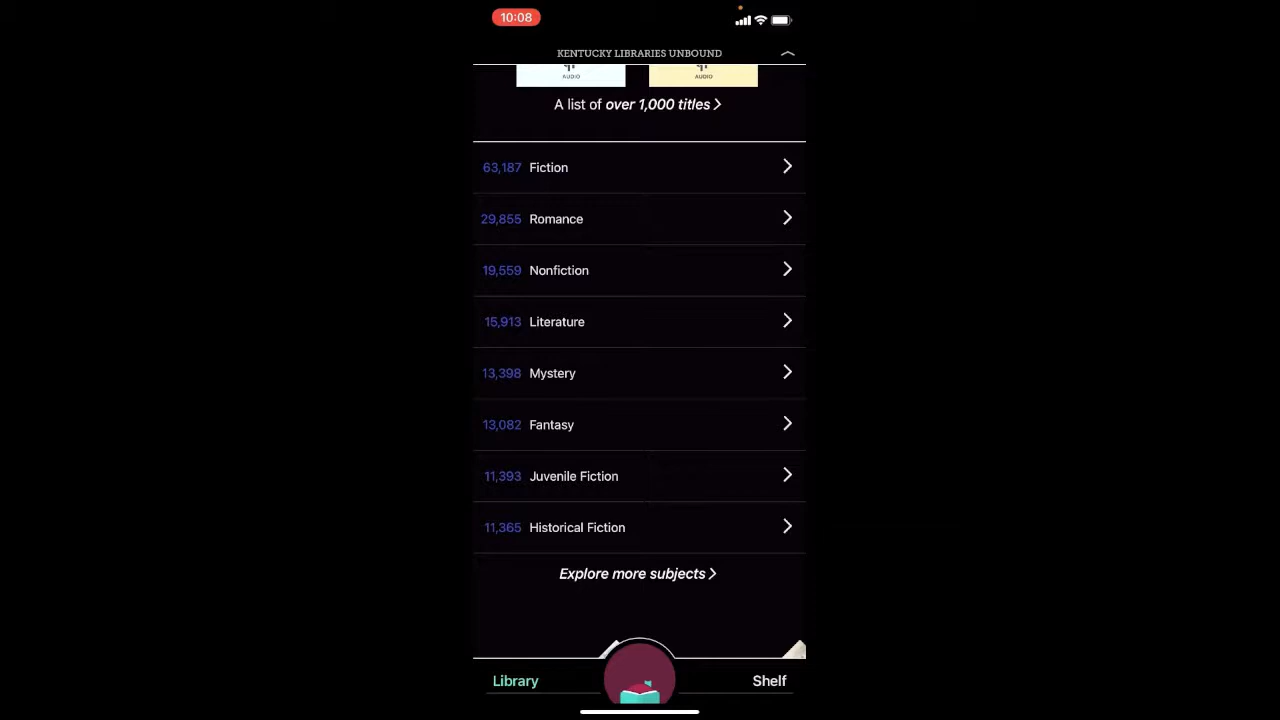 10:08
KENTUCKY LIBRARIES UNBOUND
AUDIO AUDIO
A list of over 1,000 titles >
63,187 Fiction
29,855 Romance
19,559 Nonfiction
15,913 Literature
13,398 Mystery
13,082 Fantasy
11,393 Juvenile Fiction
11,365 Historical Fiction
Explore more subjects >
Library Shelf